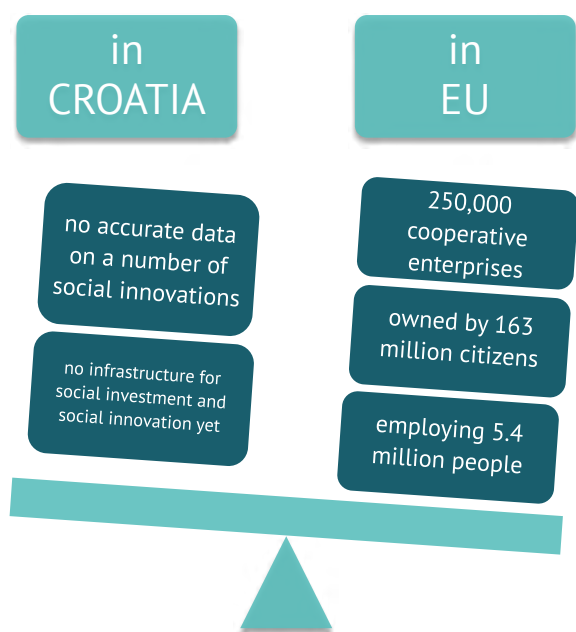 in
CROATIA
no accurate data
on a number of
social innovations
no infrastructure for
social investment and
social innovation yet
in
EU
250,000
cooperative
enterprises
owned by 163
million citizens
employing 5.4
million people